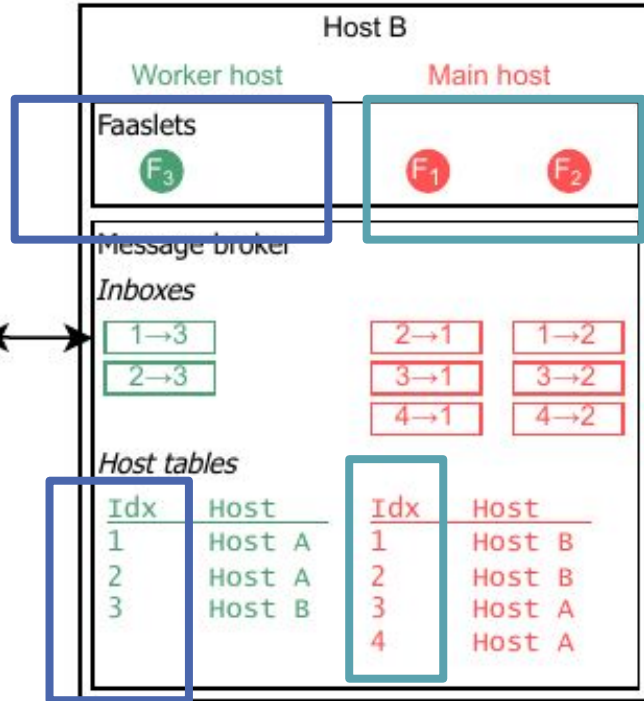 Host B
Worker host Main host
Faaslets
F3 F1 F2
Message broker
Inboxes
1→3 2→1 1→2
2→3 3→1 3→2
4→1 4→2
Host tables
Idx Host Idx Host
1 Host A 1 Host B
2 Host A 2 Host B
3 Host B 3 Host A
4 Host A